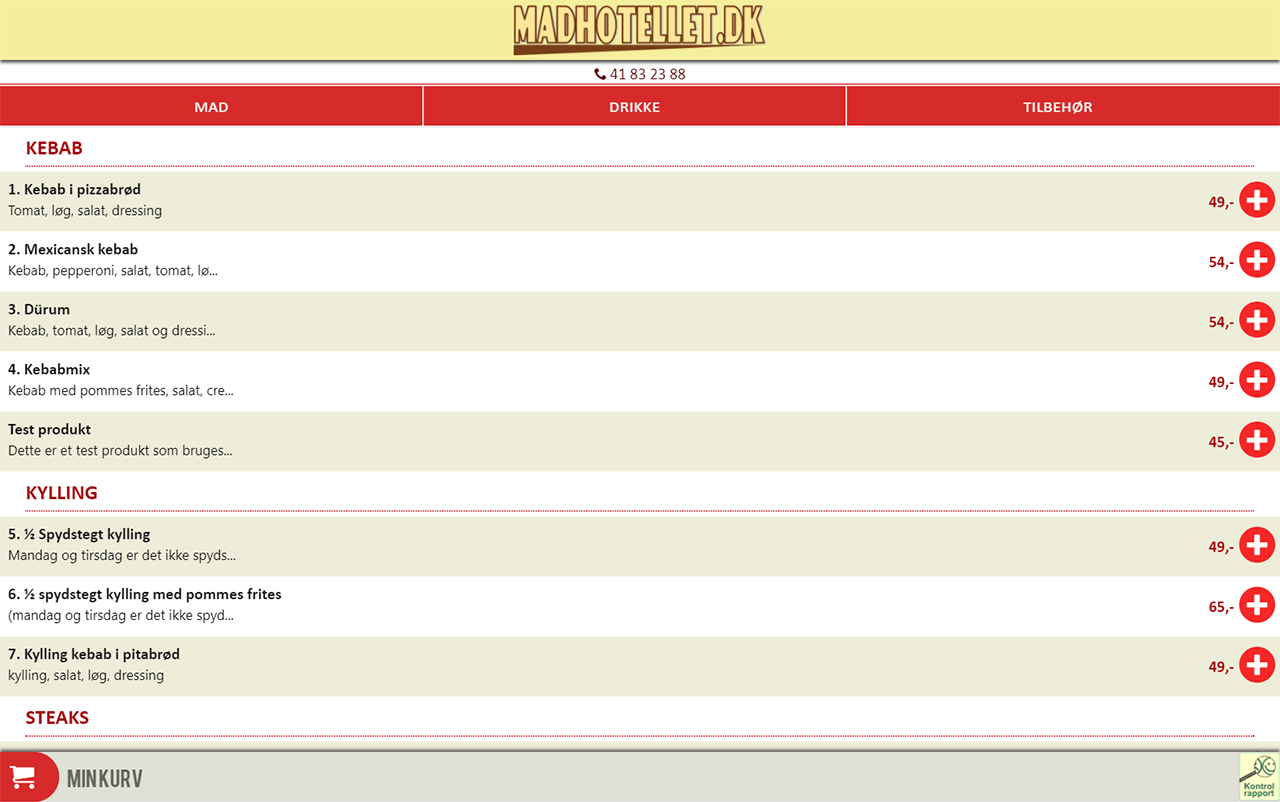 MADHOTELLET.DK
41 83 23 88
MAD
DRIKKE
TILBEHØR
KEBAB
1. Kebab i pizzabrød
Tomat, løg, salat, dressing
49,-
2. Mexicansk kebab
Kebab, pepperoni, salat, tomat, lø...
54,-
3. Dürum
Kebab, tomat, løg, salat og dressi...
54,-
4. Kebabmix
Kebab med pommes frites, salat, cre...
49,-
Test produkt
Dette er et test produkt som bruges...
45,-
KYLLING
5. ½ Spydstegt kylling
Mandag og tirsdag er det ikke spyds...
49,-
6. ½ spydstegt kylling med pommes frites
(mandag og tirsdag er det ikke spyd...
65,-
7. Kylling kebab i pitabrød
kylling, salat, løg, dressing
49,-
STEAKS
MIN KURV
Kontrol
rapport